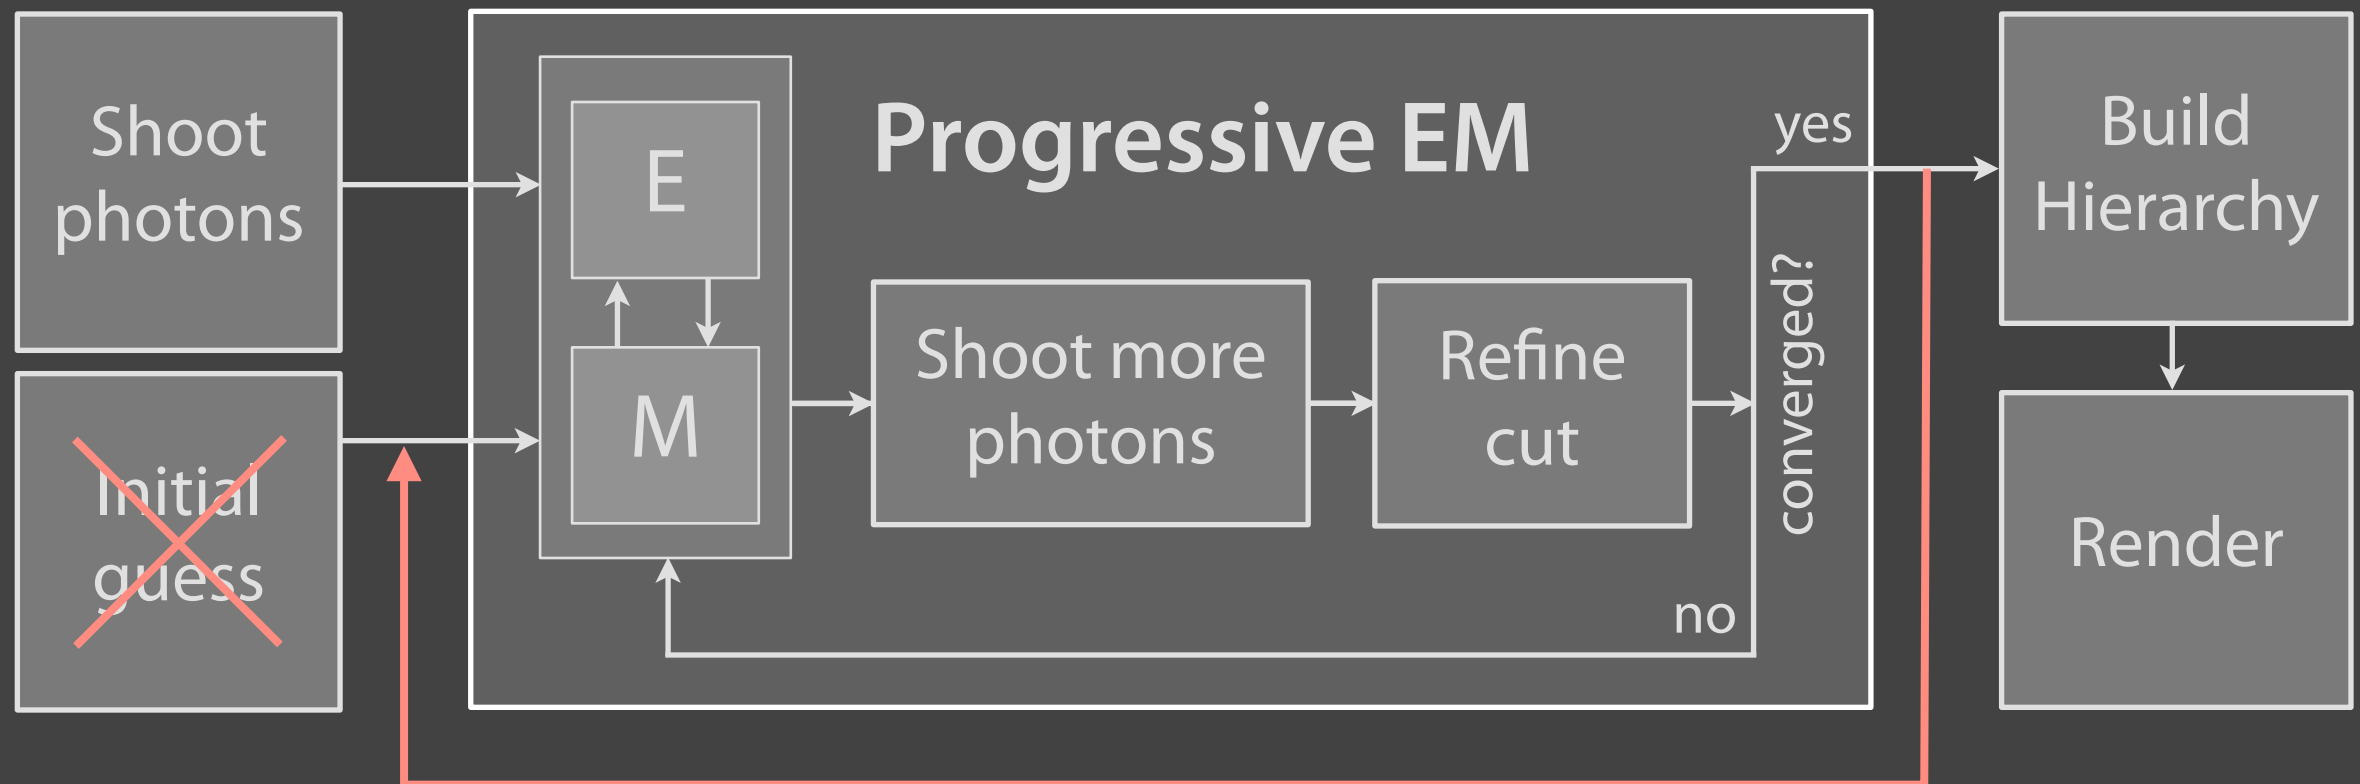 Shoot
photons
Initial
guess
E
M
Progressive EM
Shoot more
photons
Refine
cut
converged?
yes
no
Build
Hierarchy
Render